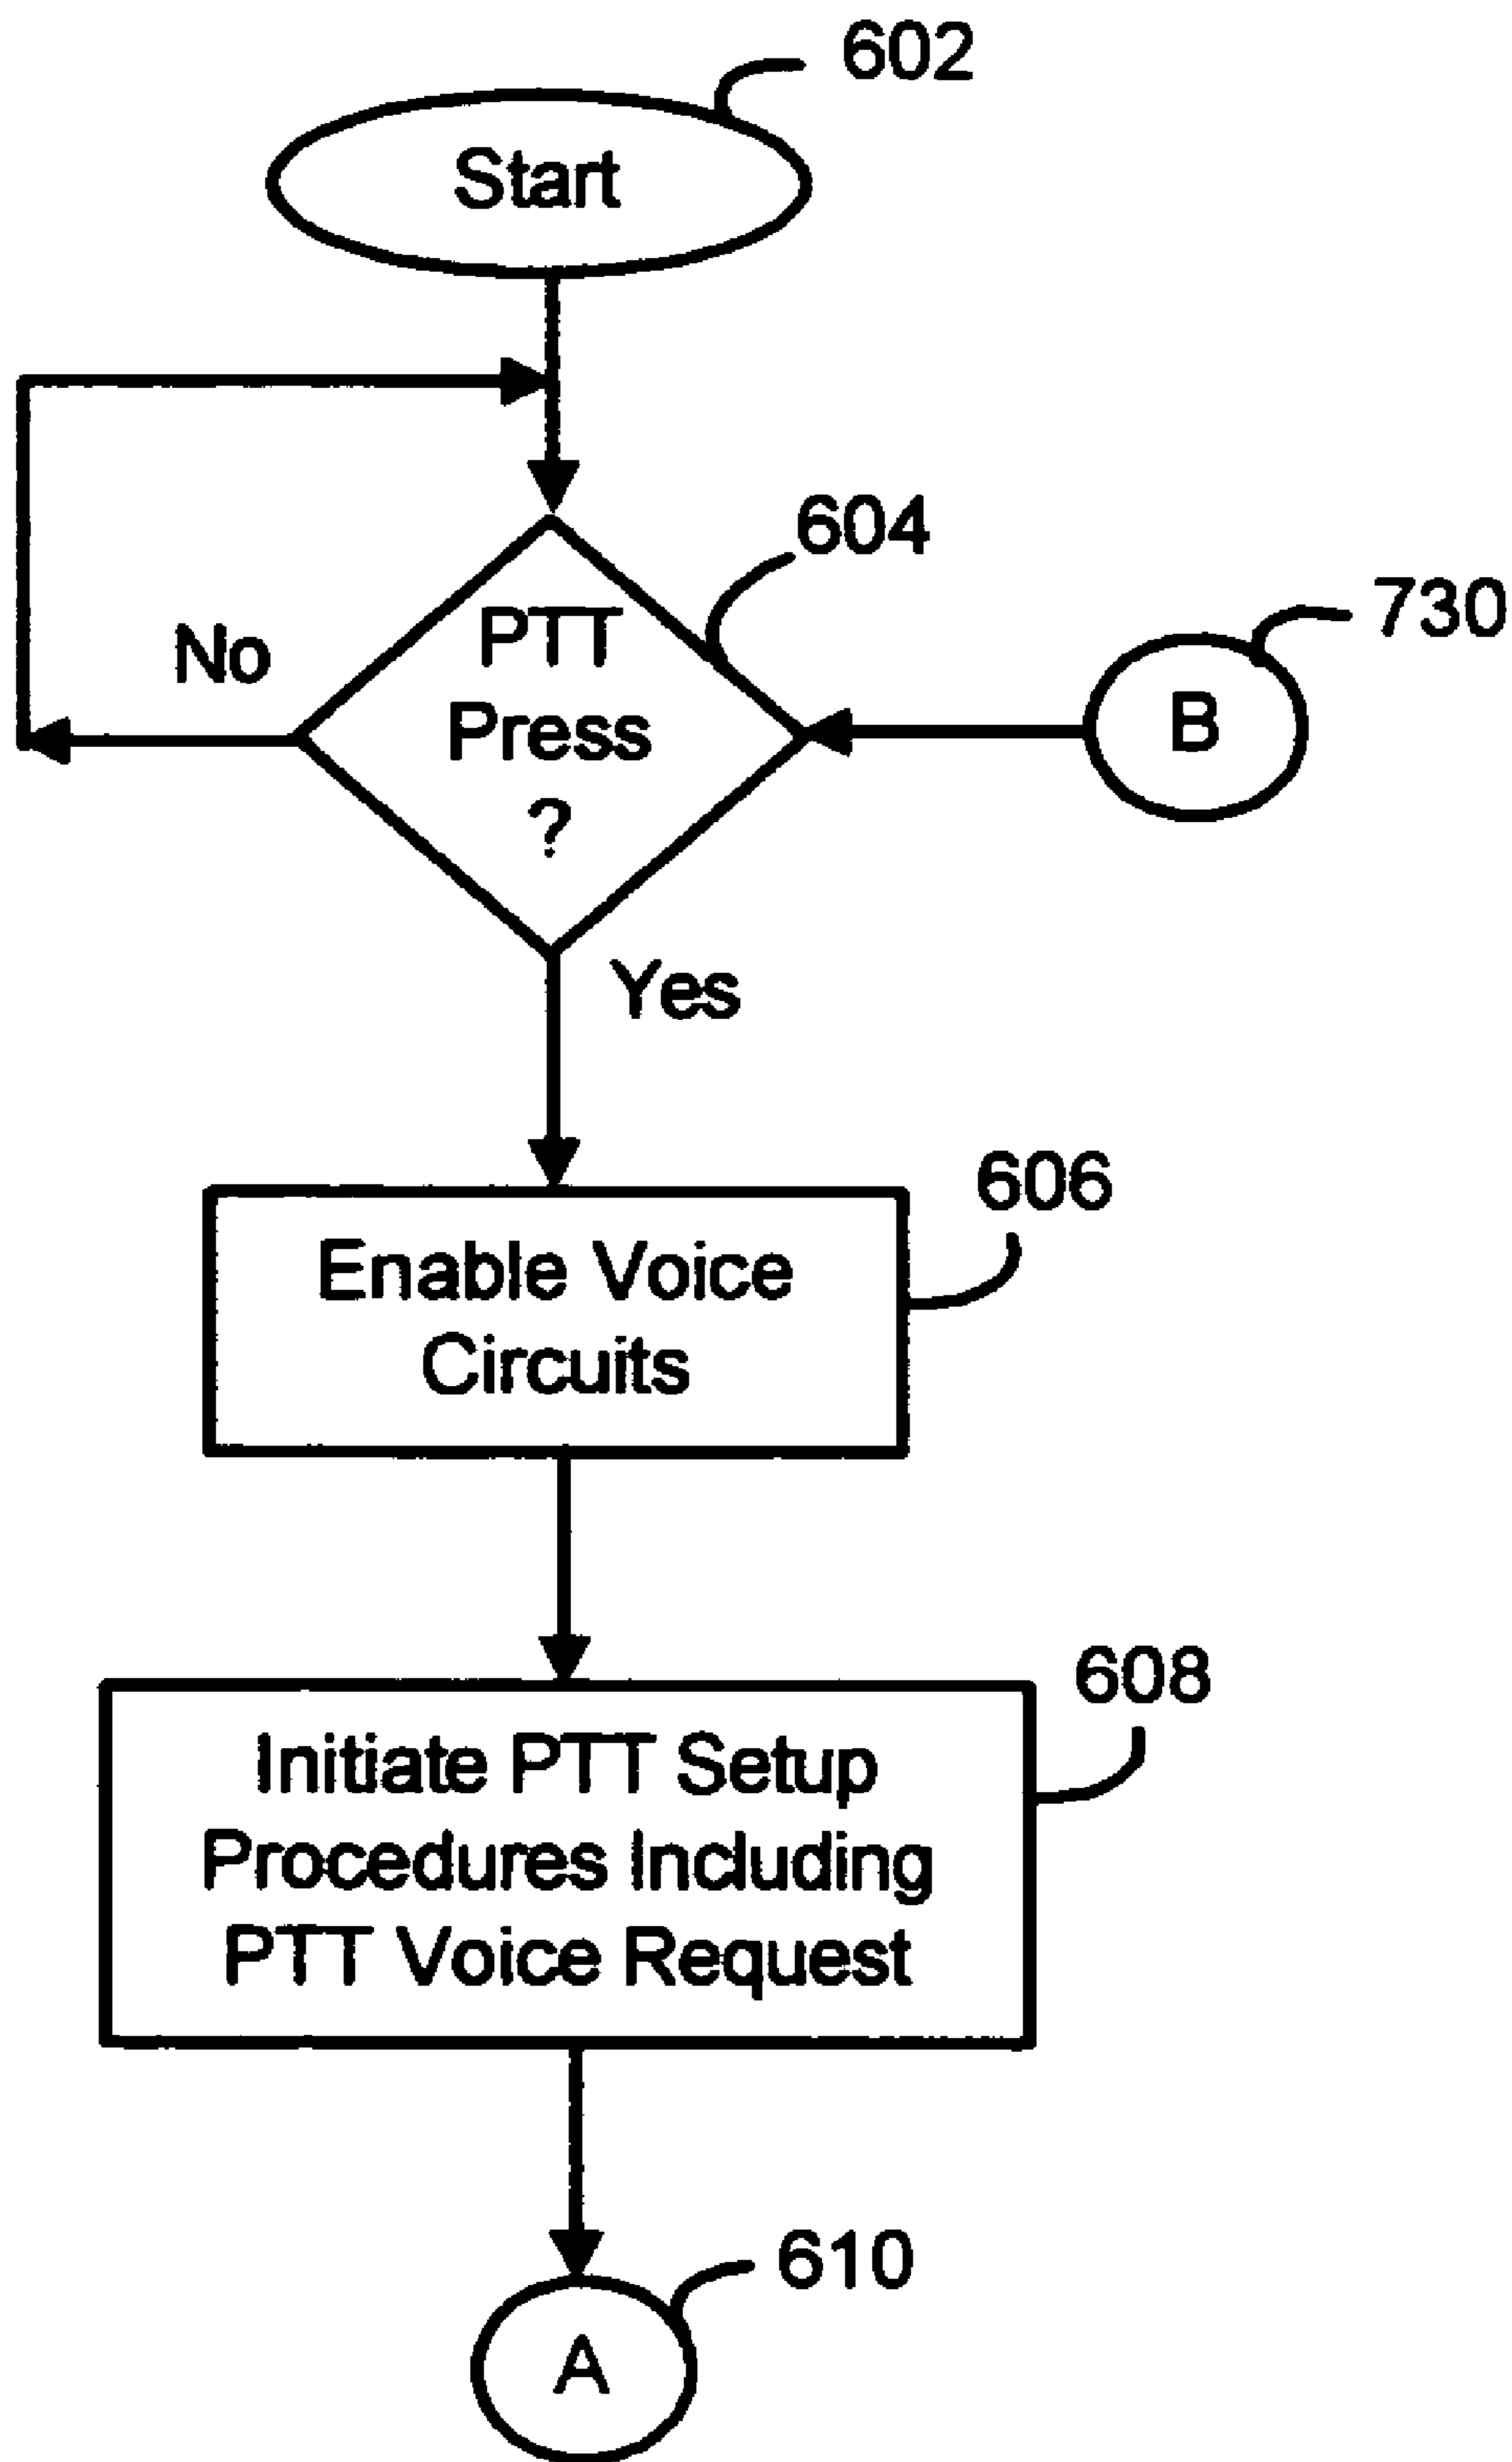 602
Start
604
PTT
Press
?
No
730
B
Yes
606
Enable Voice
Circuits
608
Initiate PTT Setup
Procedures Including
PTT Voice Request
610
A